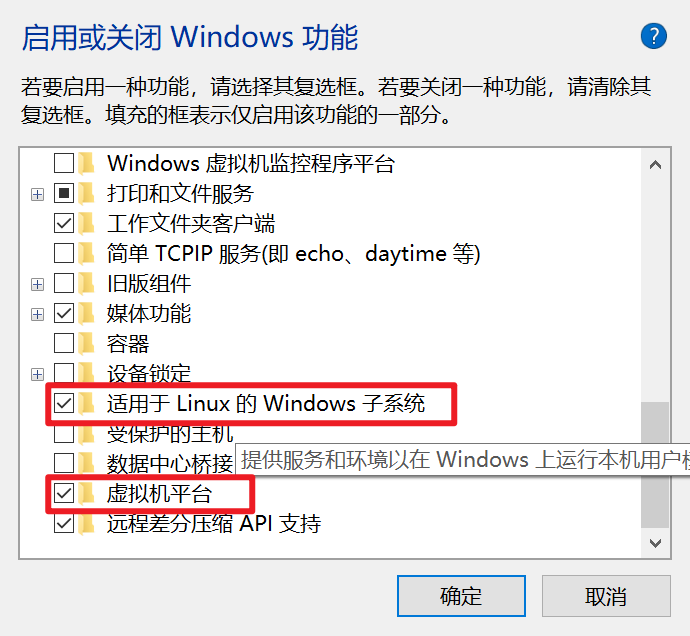 启用或关闭 Windows 功能
?
若要启用一种功能，请选择其复选框。若要关闭一种功能，请清除其
复选框。填充的框表示仅启用该功能的一部分。
Windows 虚拟机监控程序平台
打印和文件服务
工作文件夹客户端
简单 TCPIP 服务(即 echo、daytime 等)
旧版组件
媒体功能
容器
设备锁定
适用于 Linux 的 Windows 子系统
受保护的主机
数据中心桥接
提供服务和环境以在 Windows 上运行本机用户
虚拟机平台
远程差分压缩 API 支持
确定
取消